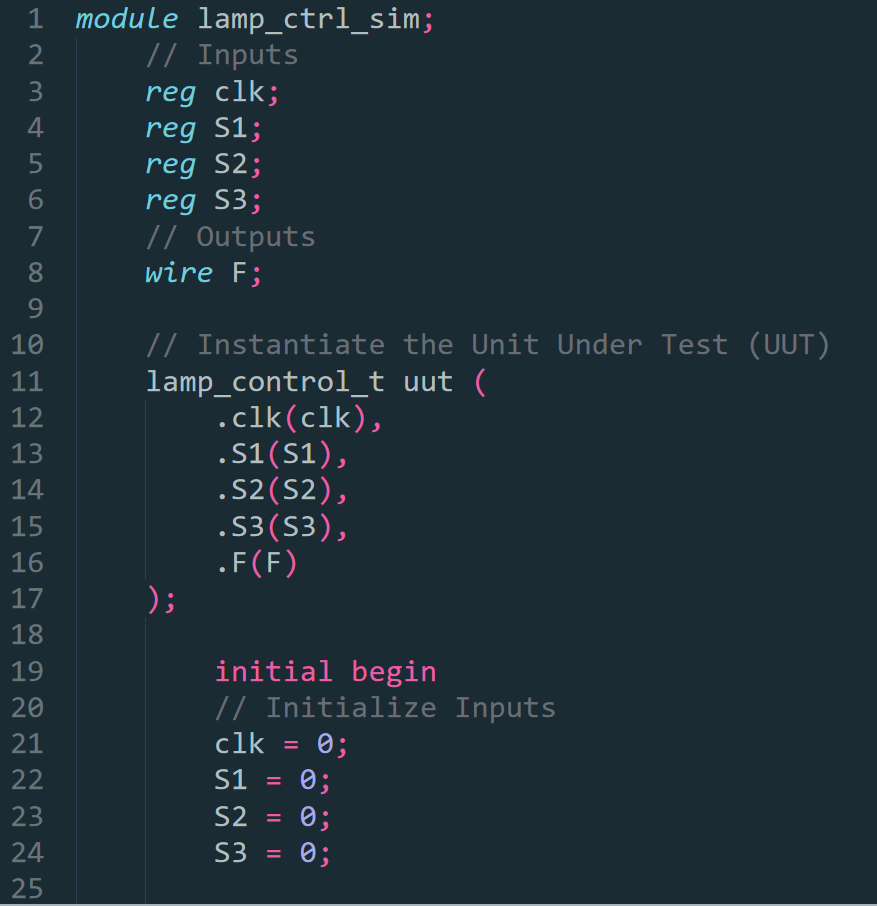 1 module lamp_ctrl_sim;
2 // Inputs
3 reg clk;
4 reg S1;
5 reg S2;
6 reg S3;
7 // Outputs
8 wire F;
9
10 // Instantiate the Unit Under Test (UUT)
11 lamp_control_t uut (
12 .clk(clk),
13 .S1(S1),
14 .S2(S2),
15 .S3(S3),
16 .F(F)
17 );
18
19 initial begin
20 // Initialize Inputs
21 clk = 0;
22 S1 = 0;
23 S2 = 0;
24 S3 = 0;
25